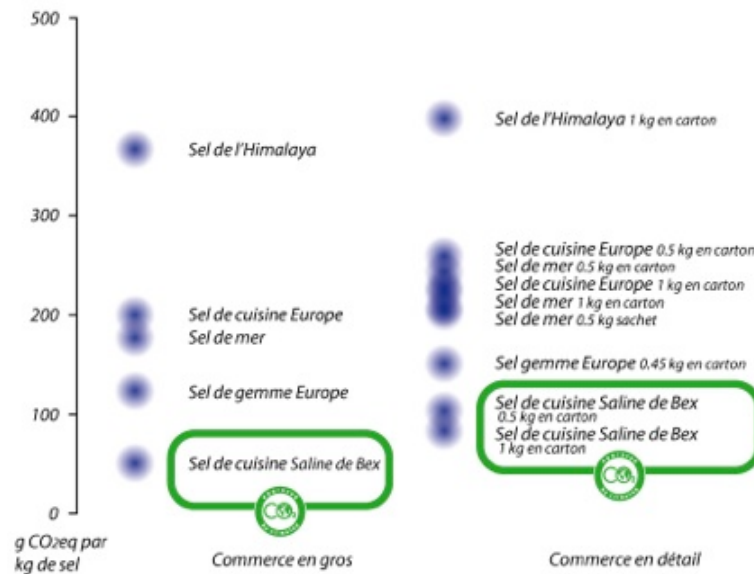 500
400
300
200
100
0
g CO2eq par
kg de sel
Sel de l'Himalaya
Sel de cuisine Europe
Sel de mer
Sel de gemme Europe
Sel de cuisine Saline de Bex
CO2
Commerce en gros
Sel de l'Himalaya 1 kg en carton
Sel de cuisine Europe 0.5 kg en carton
Sel de mer 0.5 kg en carton
Sel de cuisine Europe 1 kg en carton
Sel de mer 1 kg en carton
Sel de mer 0.5 kg sachet
Sel gemme Europe 0.45 kg en carton
Sel de cuisine Saline de Bex
0.5 kg en carton
Sel de cuisine Saline de Bex
1 kg en carton
CO2
Commerce en détail